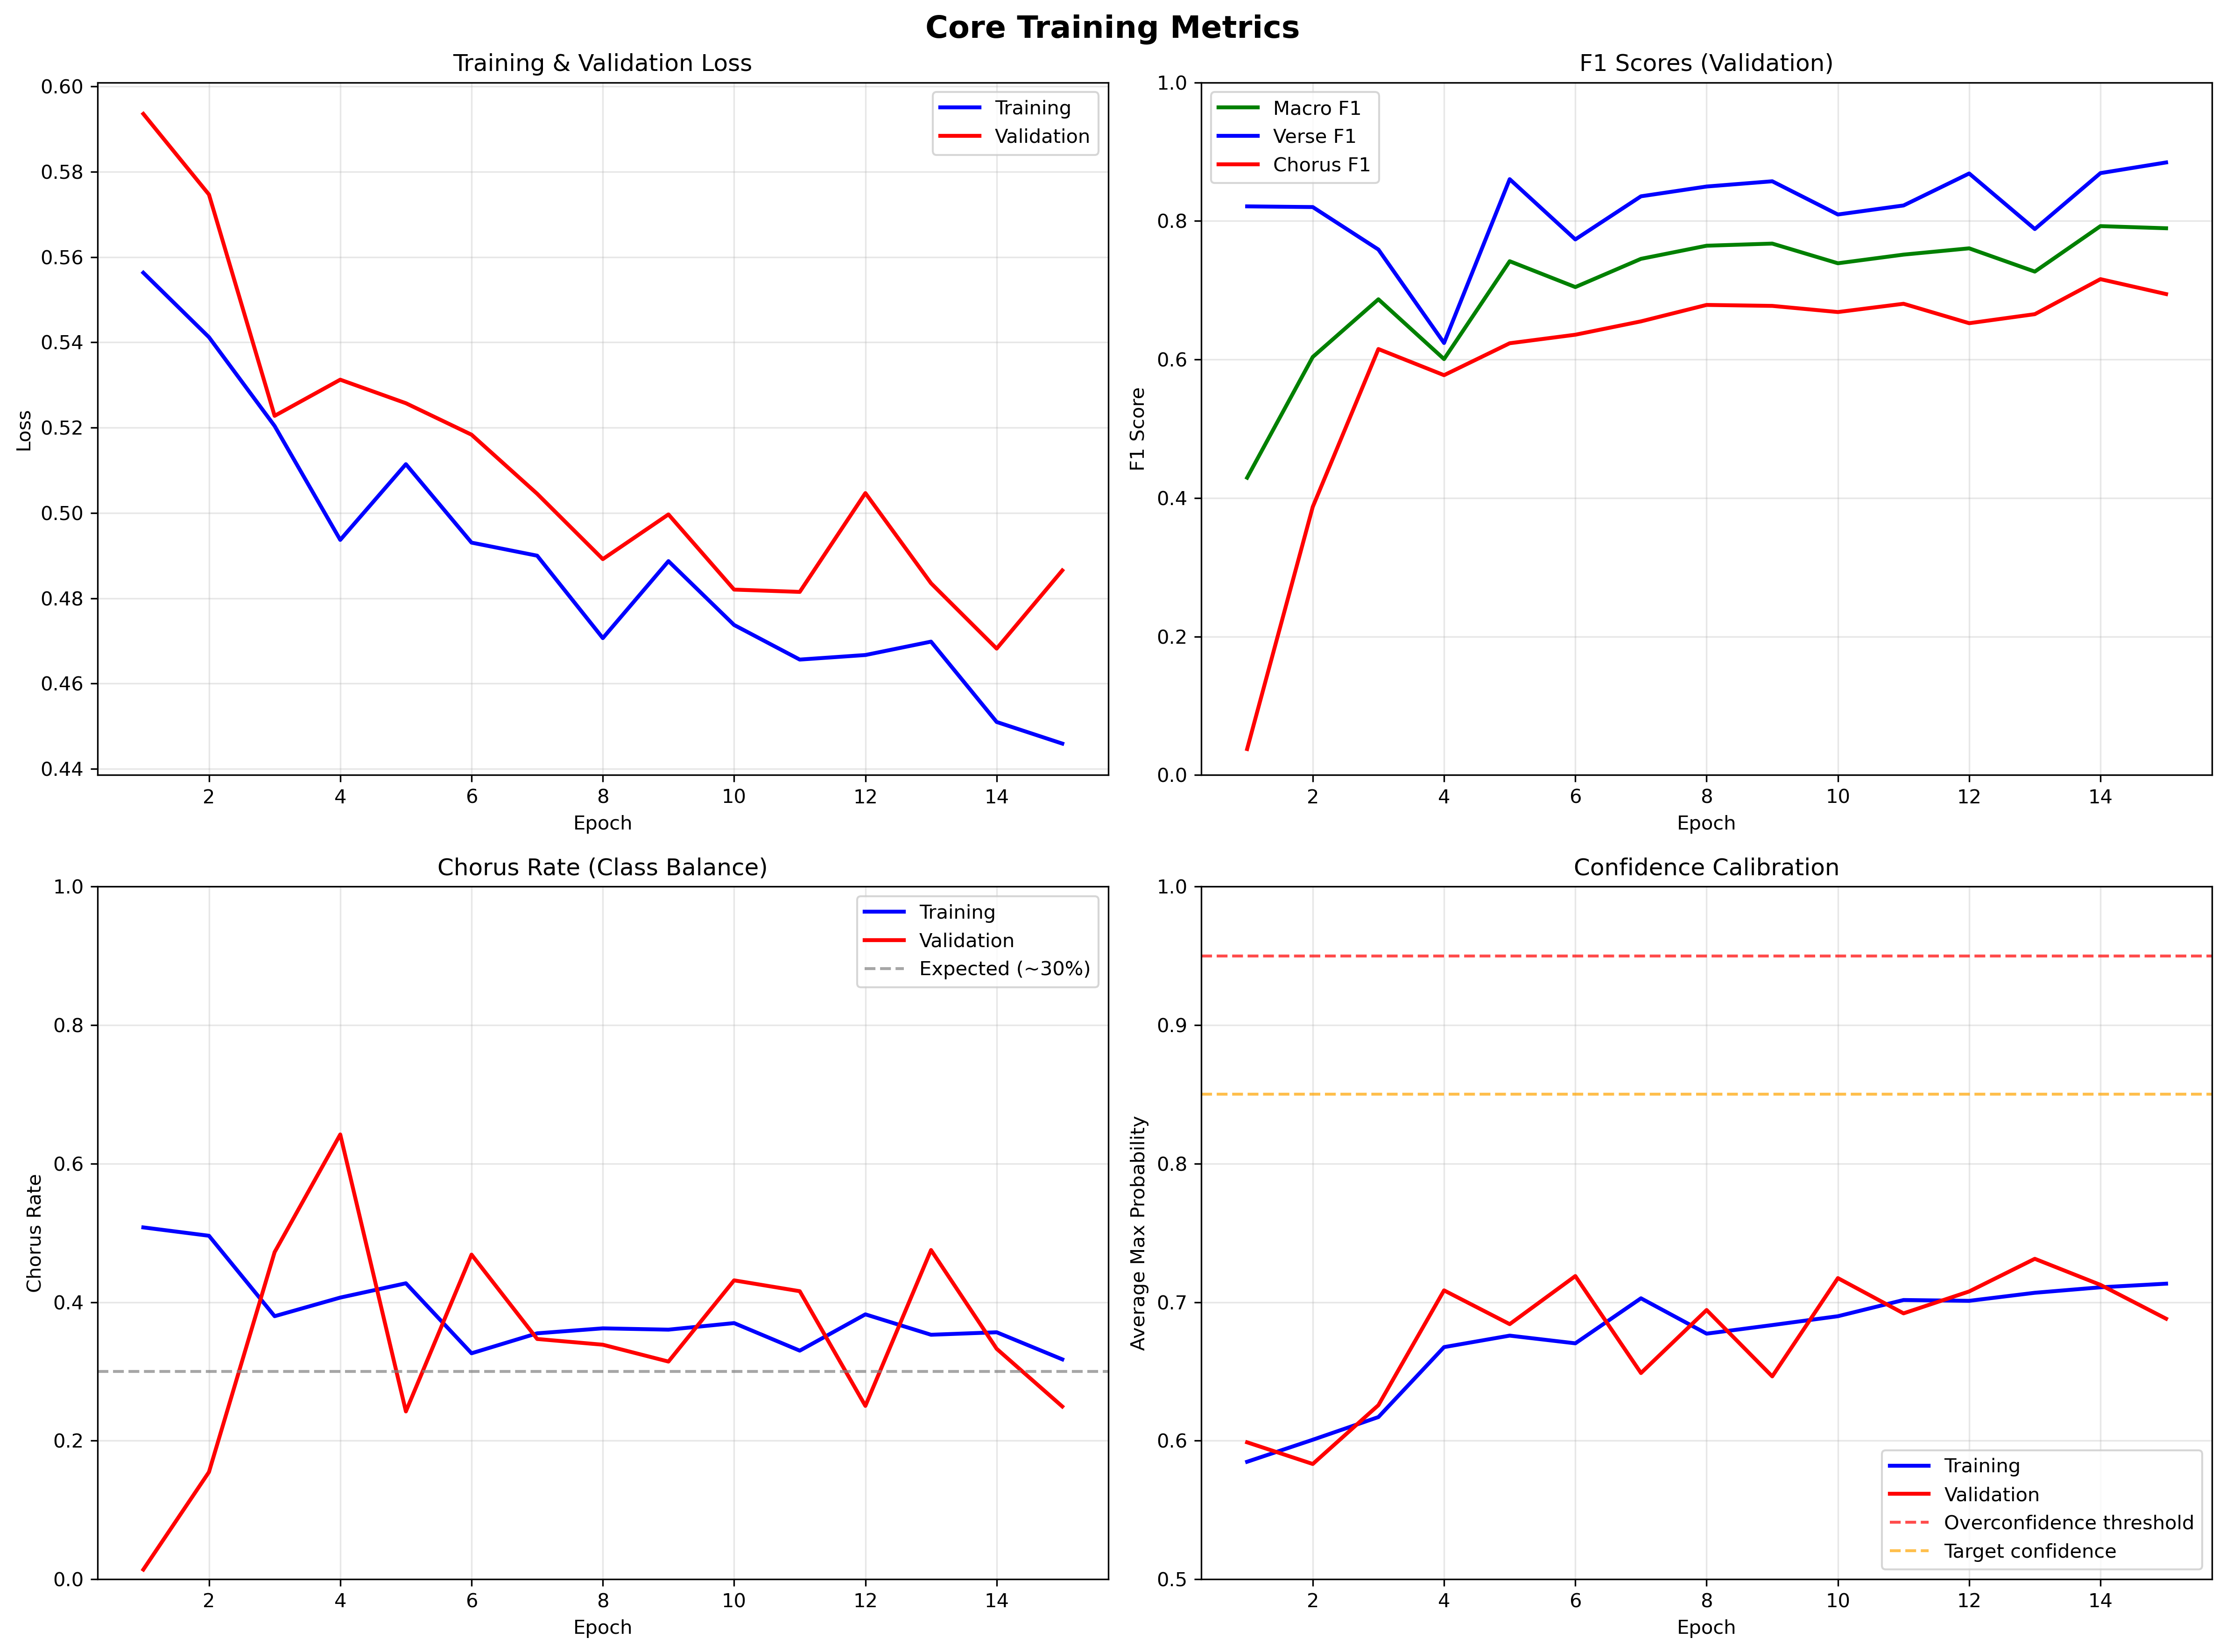 Core Training Metrics
Training & Validation Loss
Training
Validation
0.60
0.58
0.56
0.54
0.52
0.50
0.48
0.46
0.44
Loss
2
4
6
8
10
12
14
Epoch
F1 Scores (Validation)
Macro F1
Verse F1
Chorus F1
1.0
0.8
0.6
0.4
0.2
0.0
F1 Score
2
4
6
8
10
12
14
Epoch
Chorus Rate (Class Balance)
Training
Validation
Expected (~30%)
1.0
0.8
0.6
0.4
0.2
0.0
Chorus Rate
2
4
6
8
10
12
14
Epoch
Confidence Calibration
1.0
0.9
0.8
0.7
0.6
0.5
Average Max Probability
Training
Validation
Overconfidence threshold
Target confidence
2
4
6
8
10
12
14
Epoch